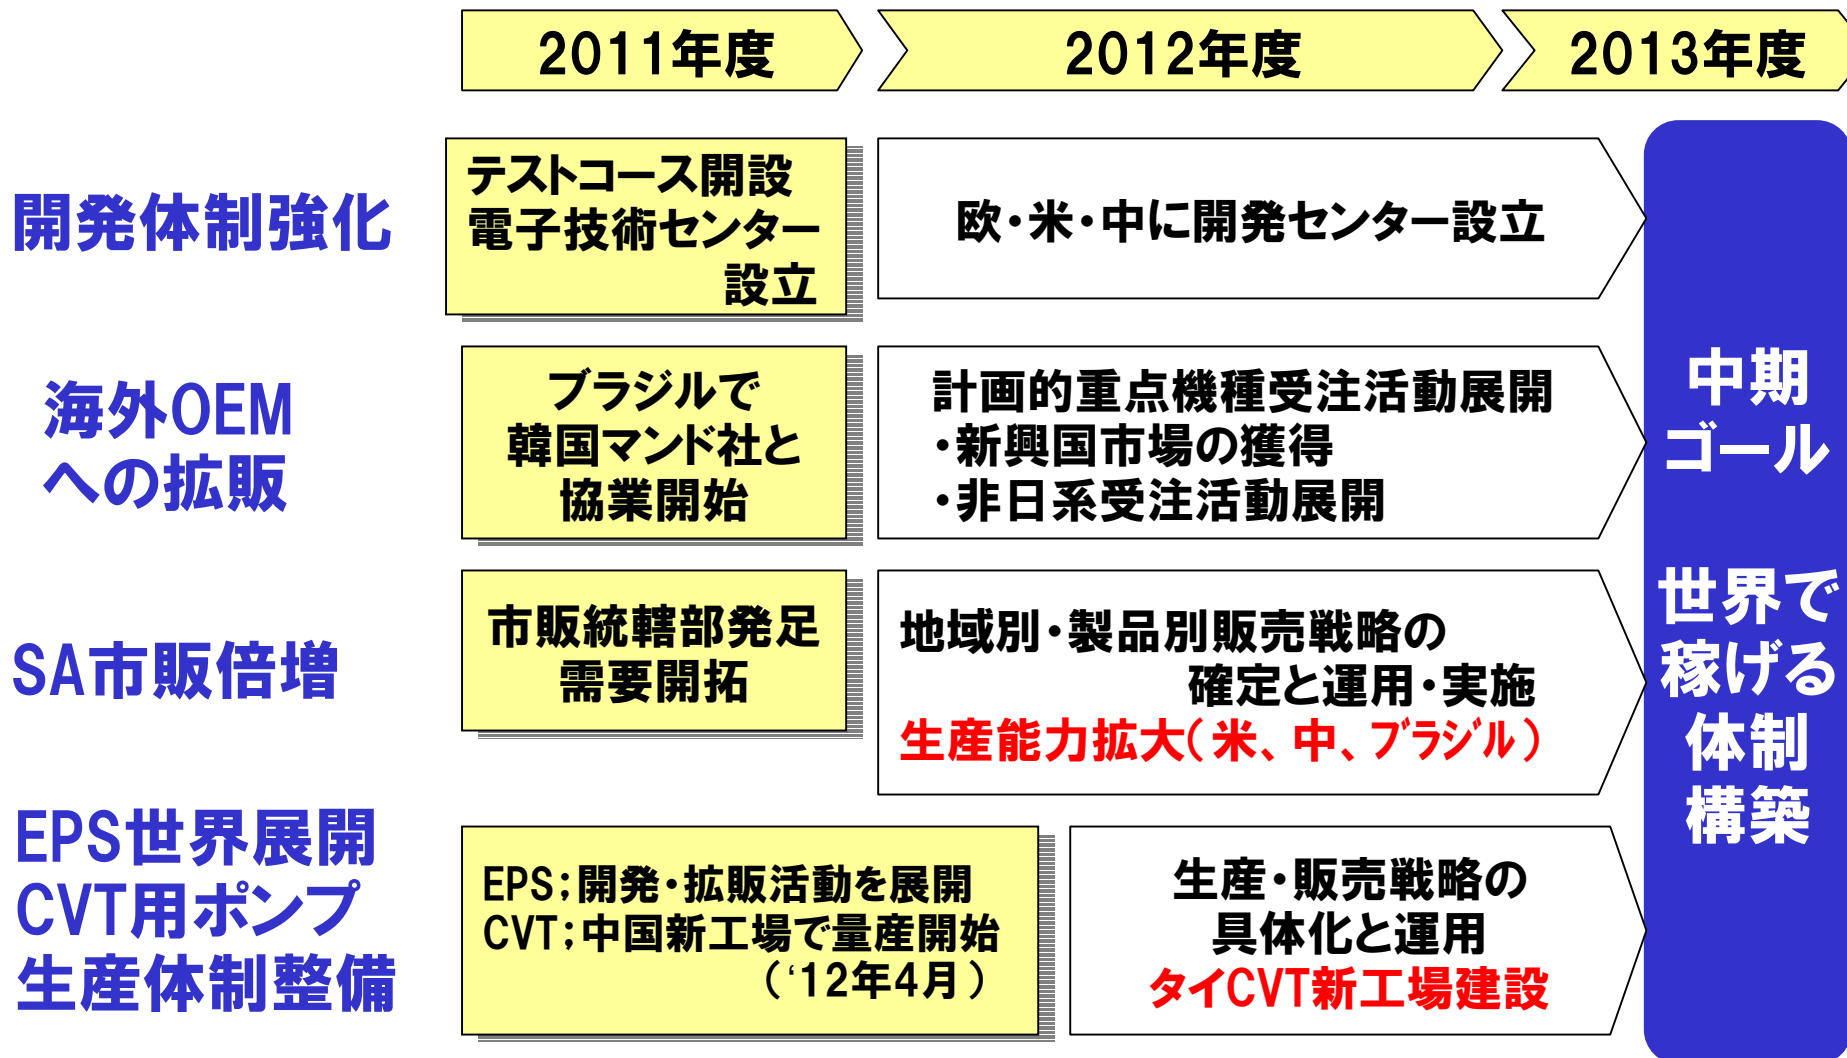 2011年度
2012年度
2013年度
開発体制強化
テストコース開設
電子技術センター
設立
欧・米・中に開発センター設立
海外OEM
への拡販
ブラジルで
韓国マンド社と
協業開始
計画的重点機種受注活動展開
・新興国市場の獲得
・非日系受注活動展開
SA市販倍増
市販統轄部発足
需要開拓
地域別・製品別販売戦略の
確定と運用・実施
生産能力拡大(米、中、ブラジル)
EPS世界展開
CVT用ポンプ
生産体制整備
EPS;開発・拡販活動を展開
CVT;中国新工場で量産開始
(‘12年4月)
生産・販売戦略の
具体化と運用
タイCVT新工場建設
中期
ゴール
世界で
稼げる
体制
構築